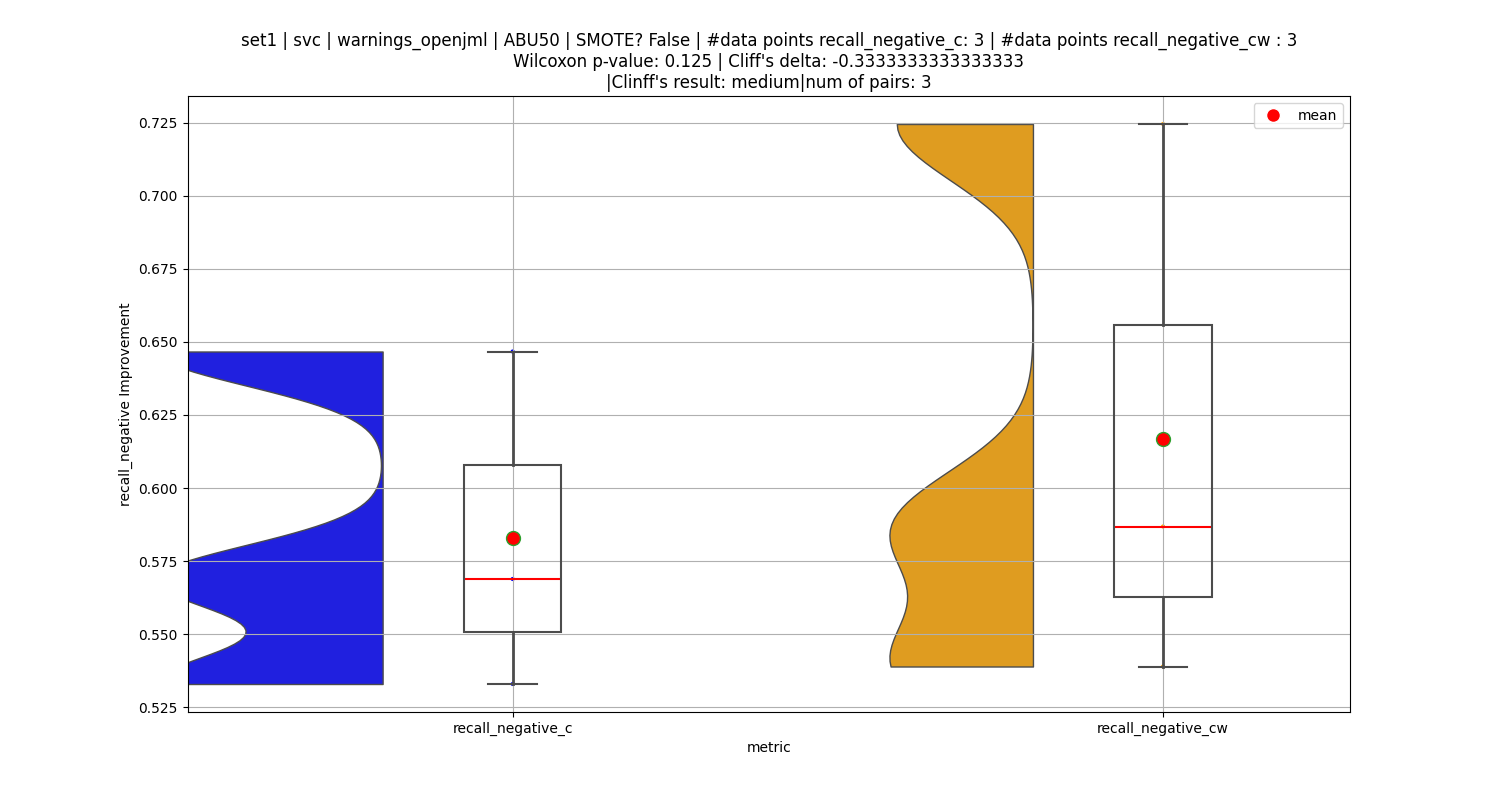 set1 | svc | warnings_openjml | ABU50 | SMOTE? False | #data points recall_negative_c: 3 | #data points recall_negative_cw : 3
Wilcoxon p-value: 0.125 | Cliff's delta: -0.3333333333333333
|Clinff's result: medium|num of pairs: 3
mean
0.725
0.700
0.675
0.650
0.625
0.600
0.575
0.550
0.525
recall_negative Improvement
recall_negative_c
recall_negative_cw
metric